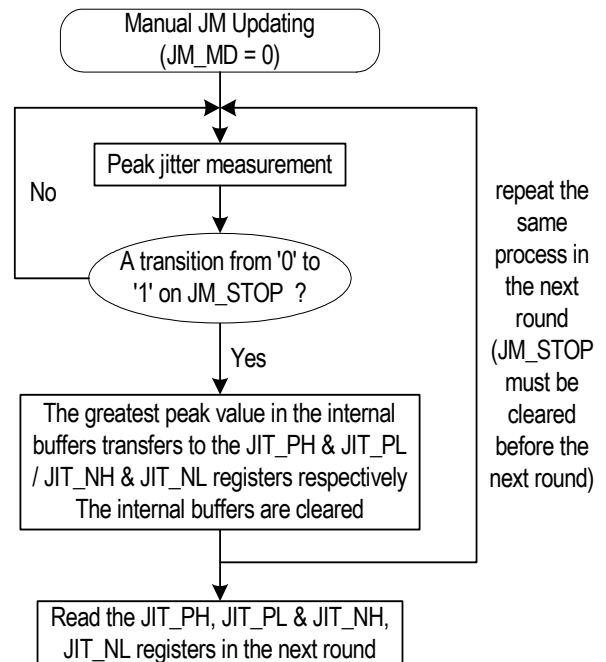 Manual JM Updating
(JM_MD = 0)
Peak jitter measurement
No
A transition from '0' to
'1' on JM_STOP  ?
Yes
The greatest peak value in the internal
buffers transfers to the JIT_PH & JIT_PL
/ JIT_NH & JIT_NL registers respectively
The internal buffers are cleared
repeat the
same
process in
the next
round
(JM_STOP
must be
cleared
before the
next round)
Read the JIT_PH, JIT_PL & JIT_NH,
JIT_NL registers in the next round